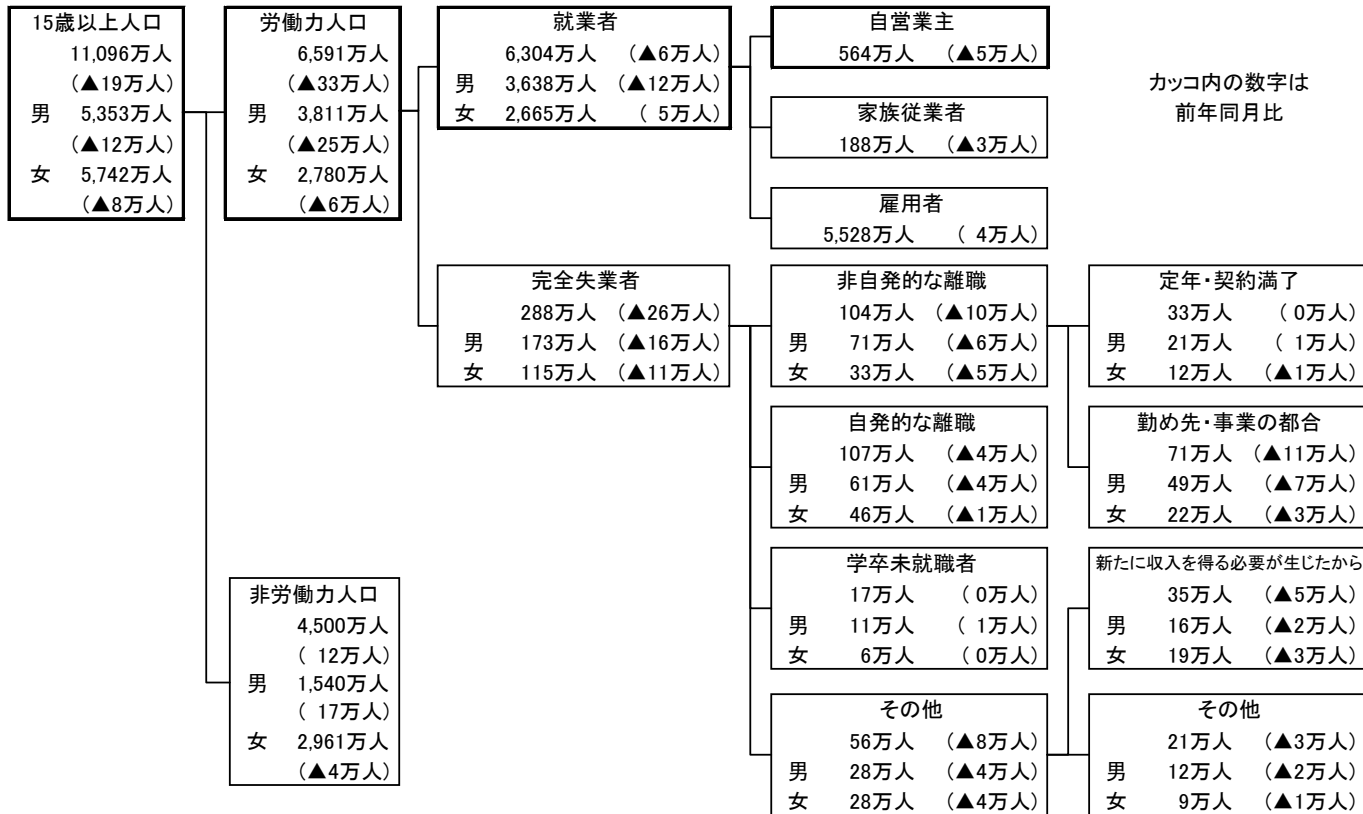 15歳以上人口
11,096万人
(▲19万人)
男 5,353万人
(▲12万人)
女 5,742万人
(▲8万人)
労働力人口
6,591万人
(▲33万人)
男 3,811万人
(▲25万人)
女 2,780万人
(▲6万人)
非労働力人口
4,500万人
( 12万人)
男 1,540万人
( 17万人)
女 2,961万人
(▲4万人)
就業者
6,304万人 (▲6万人)
男 3,638万人 (▲12万人)
女 2,665万人 ( 5万人)
完全失業者
288万人 (▲26万人)
男 173万人 (▲16万人)
女 115万人 (▲11万人)
自営業主
564万人 (▲5万人)
家族従業者
188万人 (▲3万人)
雇用者
5,528万人 ( 4万人)
非自発的な離職
104万人 (▲10万人)
男 71万人 (▲6万人)
女 33万人 (▲5万人)
自発的な離職
107万人 (▲4万人)
男 61万人 (▲4万人)
女 46万人 (▲1万人)
学卒未就職者
17万人 ( 0万人)
男 11万人 ( 1万人)
女 6万人 ( 0万人)
その他
56万人 (▲8万人)
男 28万人 (▲4万人)
女 28万人 (▲4万人)
カッコ内の数字は
前年同月比
定年・契約満了
33万人 ( 0万人)
男 21万人 ( 1万人)
女 12万人 (▲1万人)
勤め先・事業の都合
71万人 (▲11万人)
男 49万人 (▲7万人)
女 22万人 (▲3万人)
新たに収入を得る必要が生じたから
35万人 (▲5万人)
男 16万人 (▲2万人)
女 19万人 (▲3万人)
その他
21万人 (▲3万人)
男 12万人 (▲2万人)
女 9万人 (▲1万人)